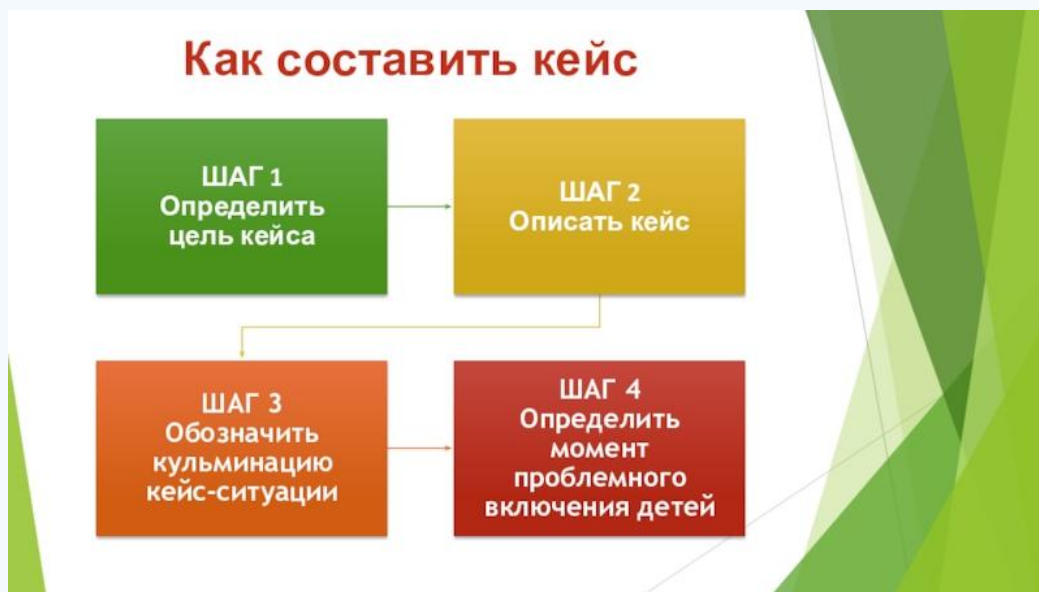 Как составить кейс
ШАГ 1
Определить
цель кейса
ШАГ 2
Описать кейс
ШАГ 3
Обозначить
кульминацию
кейс-ситуации
ШАГ 4
Определить
момент
проблемного
включения детей